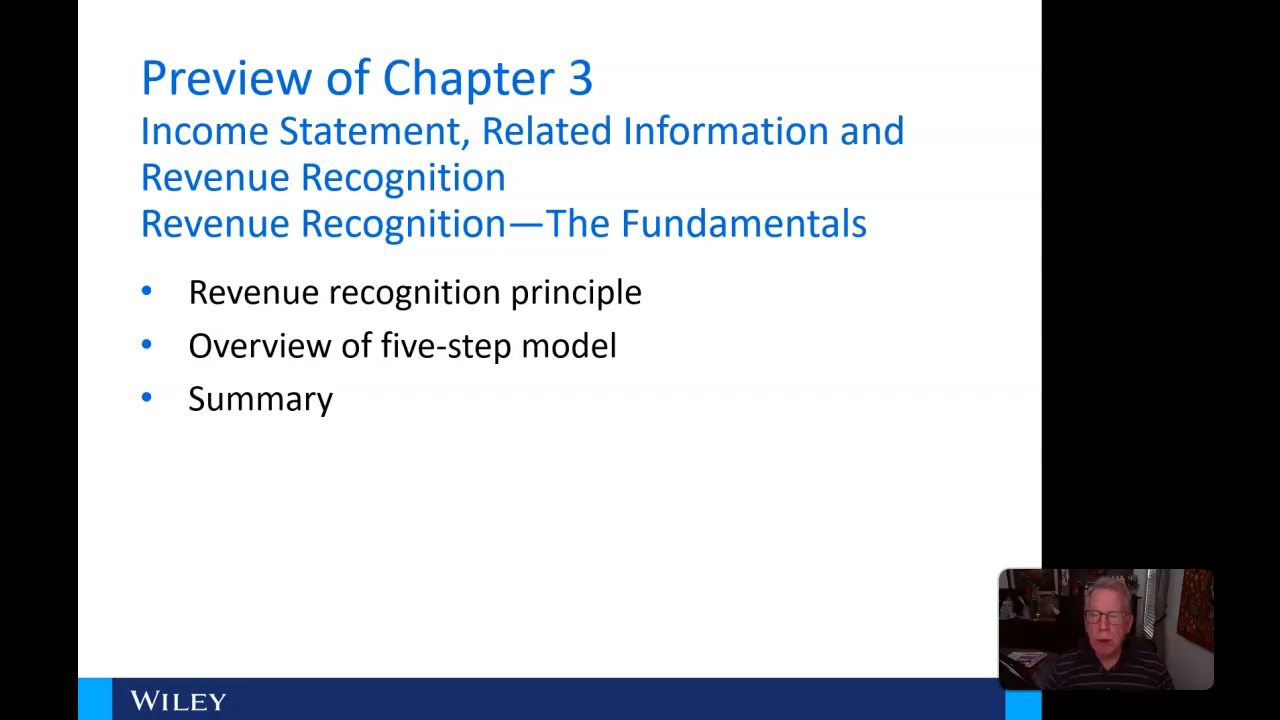 Preview of Chapter 3
Income Statement, Related Information and
Revenue Recognition
Revenue Recognition—The Fundamentals
• Revenue recognition principle
• Overview of five-step model
• Summary
WILEY